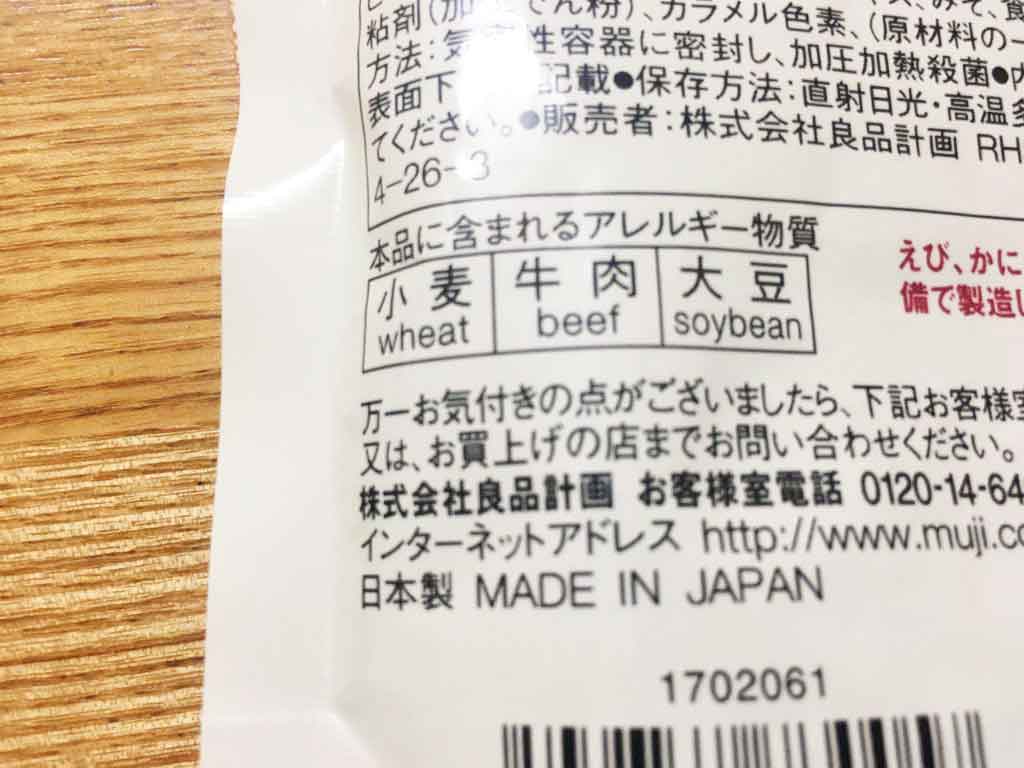 粘剤(加工でん粉)、カラメル色素、(原材料の一
方法:気密性容器に密封し、加圧加熱殺菌●内
表面下 記載●保存方法:直射日光・高温多
てください。●販売者:株式会社良品計画 RH
4-26-3
本品に含まれるアレルギー物質
小麦 牛肉 大豆
wheat beef soybean
えび、かに
備で製造し
万一お気付きの点がございましたら、下記お客様室
又は、お買上げの店までお問い合わせください。
株式会社良品計画 お客様室電話 0120-14-64
インターネットアドレス http://www.muji.co
日本製 MADE IN JAPAN
1702061